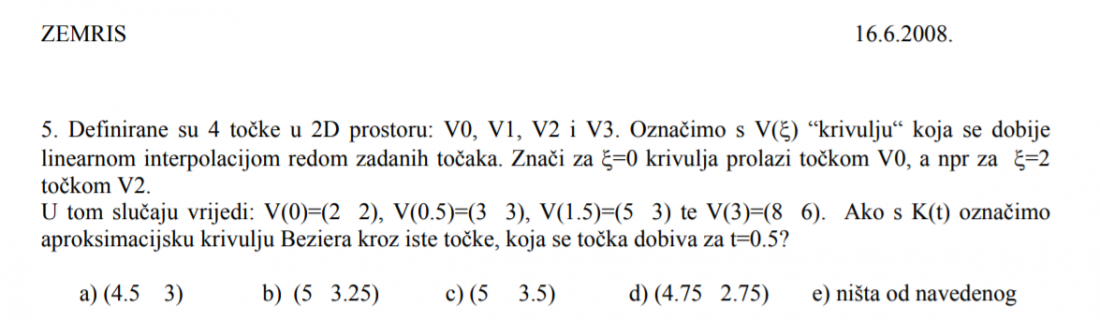 ZEMRIS 16.6.2008.
5. Definirane su 4 točke u 2D prostoru: V0, V1, V2 i V3. Označimo s V(ξ) “krivulju“ koja se dobije
linearnom interpolacijom redom zadanih točaka. Znači za ξ=0 krivulja prolazi točkom V0, a npr za ξ=2
točkom V2.
U tom slučaju vrijedi: V(0)=(2 2), V(0.5)=(3 3), V(1.5)=(5 3) te V(3)=(8 6). Ako s K(t) označimo
aproksimacijsku krivulju Beziera kroz iste točke, koja se točka dobiva za t=0.5?
a) (4.5 3) b) (5 3.25) c) (5 3.5) d) (4.75 2.75) e) ništa od navedenog